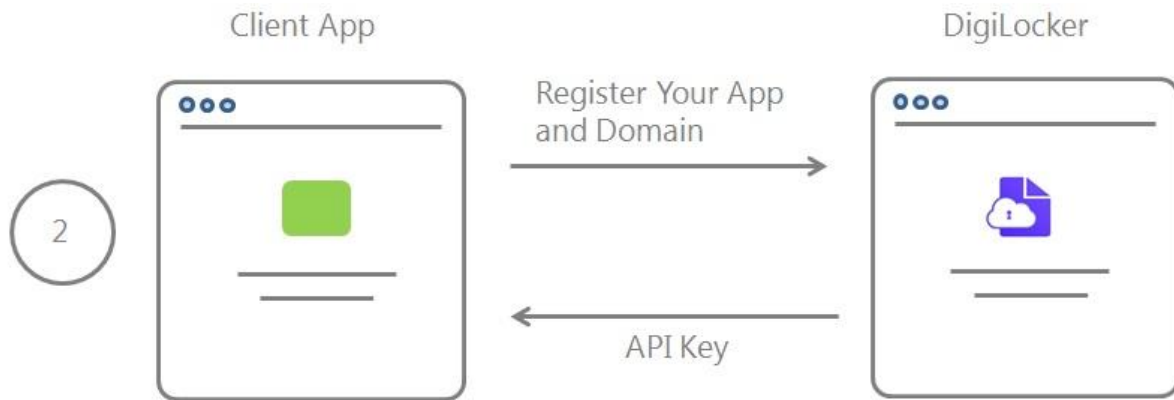 Client App
DigiLocker
Register Your App
and Domain
2
API Key